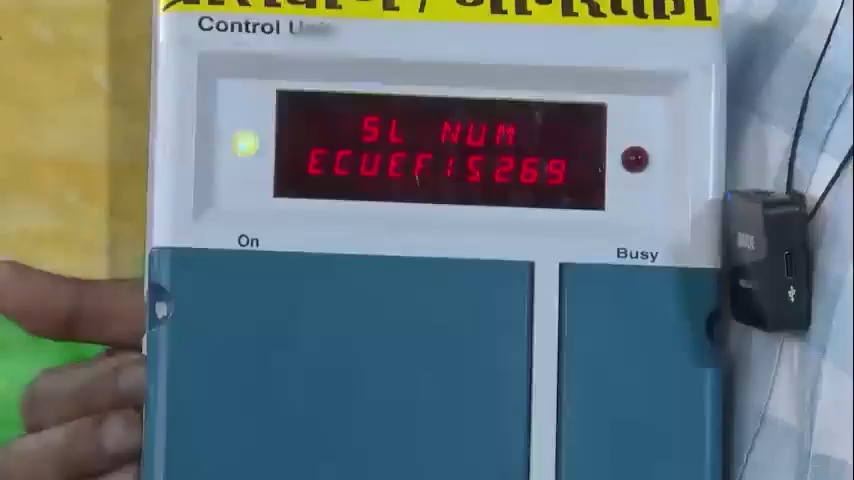 Control Unit
SL NUM
ECUEF15269
On
Busy